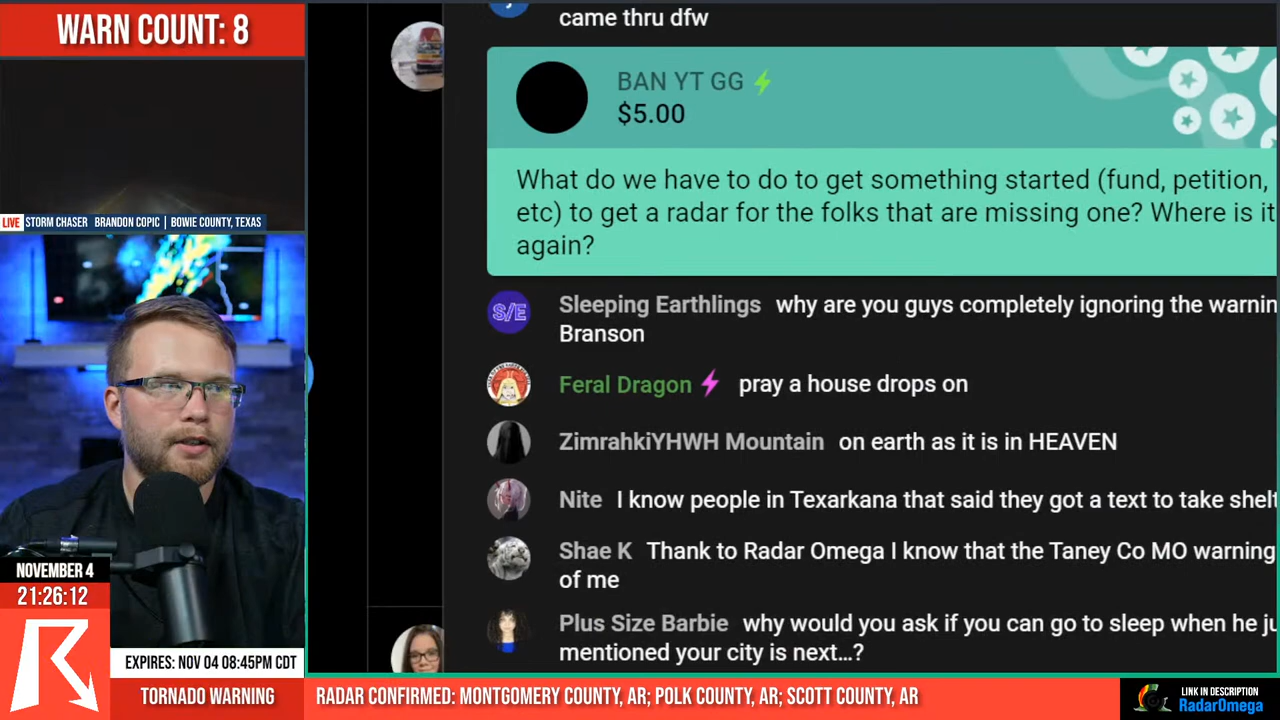 WARN COUNT: 8
LIVE STORM CHASER BRANDON COPIC | BOWIE COUNTY, TEXAS
came thru dfw
BAN YT GG
$5.00
What do we have to do to get something started (fund, petition,
etc) to get a radar for the folks that are missing one? Where is it
again?
S/E
Sleeping Earthlings why are you guys completely ignoring the warnin
Branson
Feral Dragon pray a house drops on
ZimrahkiYHWH Mountain on earth as it is in HEAVEN
Nite I know people in Texarkana that said they got a text to take shel
Shae K Thank to Radar Omega I know that the Taney Co MO warning
of me
Plus Size Barbie why would you ask if you can go to sleep when he ju
mentioned your city is next...?
NOVEMBER 4
21:26:12
EXPIRES: NOV 04 08:45PM CDT
TORNADO WARNING
RADAR CONFIRMED: MONTGOMERY COUNTY, AR; POLK COUNTY, AR; SCOTT COUNTY, AR
LINK IN DESCRIPTION
RadarOmega